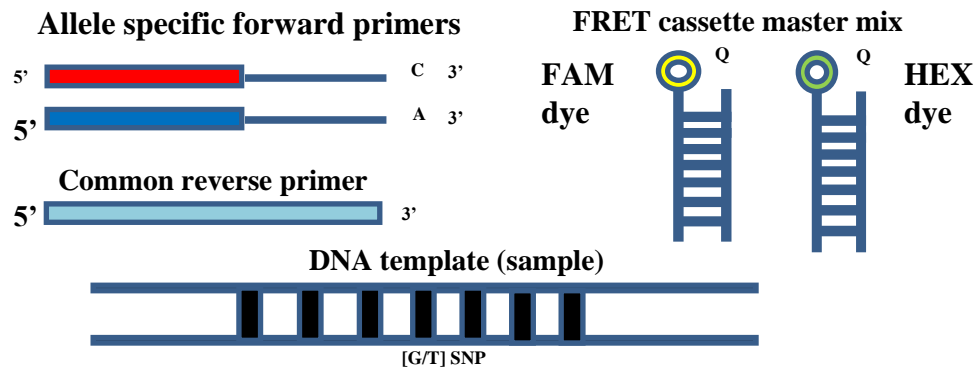 Allele specific forward primers
5’ C 3’
5’ A 3’
Common reverse primer
5’ 3’
FRET cassette master mix
FAM
dye
Q
Q
HEX
dye
DNA template (sample)
[G/T] SNP